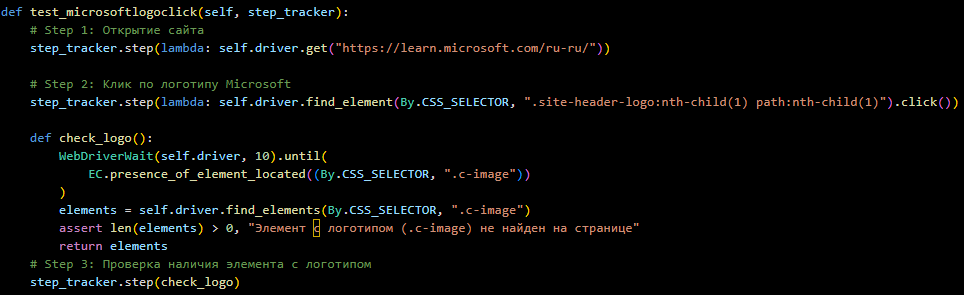 def test_microsoftlogoclick(self, step_tracker):
# Step 1: Открытие сайта
step_tracker.step(lambda: self.driver.get("https://learn.microsoft.com/ru-ru/"))
# Step 2: Клик по логотипу Microsoft
step_tracker.step(lambda: self.driver.find_element(By.CSS_SELECTOR, ".site-header-logo:nth-child(1) path:nth-child(1)").click())
def check_logo():
WebDriverWait(self.driver, 10).until(
EC.presence_of_element_located((By.CSS_SELECTOR, ".c-image"))
)
elements = self.driver.find_elements(By.CSS_SELECTOR, ".c-image")
assert len(elements) > 0, "Элемент с логотипом (.c-image) не найден на странице"
return elements
# Step 3: Проверка наличия элемента с логотипом
step_tracker.step(check_logo)